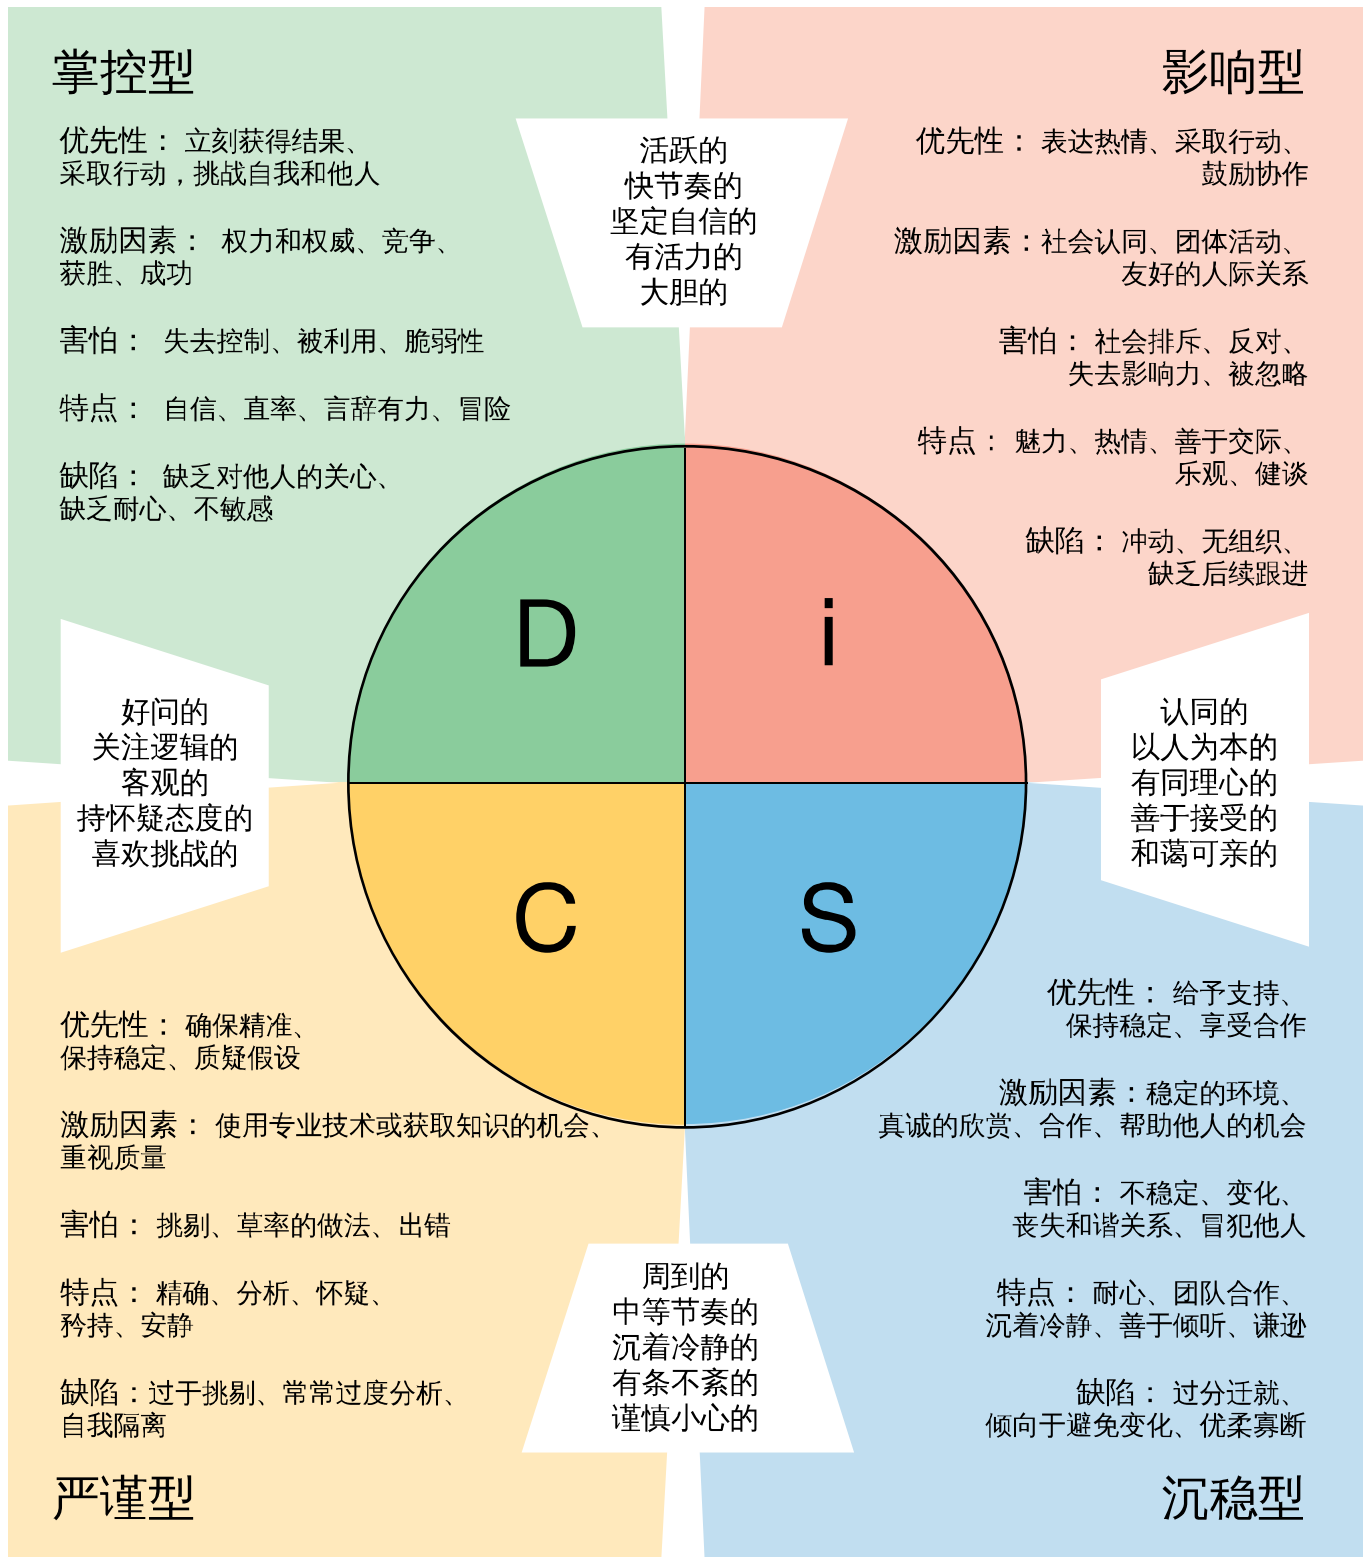 掌控型
优先性： 立刻获得结果、
采取行动，挑战自我和他人
激励因素： 权力和权威、竞争、
获胜、成功
害怕： 失去控制、被利用、脆弱性
特点： 自信、直率、言辞有力、冒险
缺陷： 缺乏对他人的关心、
缺乏耐心、不敏感
活跃的
快节奏的
坚定自信的
有活力的
大胆的
影响型
优先性： 表达热情、采取行动、
鼓励协作
激励因素：社会认同、团体活动、
友好的人际关系
害怕： 社会排斥、反对、
失去影响力、被忽略
特点： 魅力、热情、善于交际、
乐观、健谈
缺陷： 冲动、无组织、
缺乏后续跟进
D
i
C
S
好问的
关注逻辑的
客观的
持怀疑态度的
喜欢挑战的
认同的
以人为本的
有同理心的
善于接受的
和蔼可亲的
优先性： 确保精准、
保持稳定、质疑假设
激励因素： 使用专业技术或获取知识的机会、
重视质量
害怕： 挑剔、草率的做法、出错
特点： 精确、分析、怀疑、
矜持、安静
缺陷：过于挑剔、常常过度分析、
自我隔离
严谨型
周到的
中等节奏的
沉着冷静的
有条不紊的
谨慎小心的
优先性： 给予支持、
保持稳定、享受合作
激励因素：稳定的环境、
真诚的欣赏、合作、帮助他人的机会
害怕： 不稳定、变化、
丧失和谐关系、冒犯他人
特点： 耐心、团队合作、
沉着冷静、善于倾听、谦逊
缺陷： 过分迁就、
倾向于避免变化、优柔寡断
沉稳型